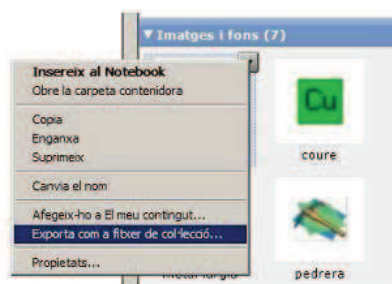 ▼ Imatges i fons (7)
Insereix al Notebook
Obre la carpeta contenidora
Copia
Enganxa
Suprimeix
Canvia el nom
Afegeix-ho a El meu contingut...
Exporta com a fitxer de col·lecció...
Propietats...
Cu
coure
pedrera